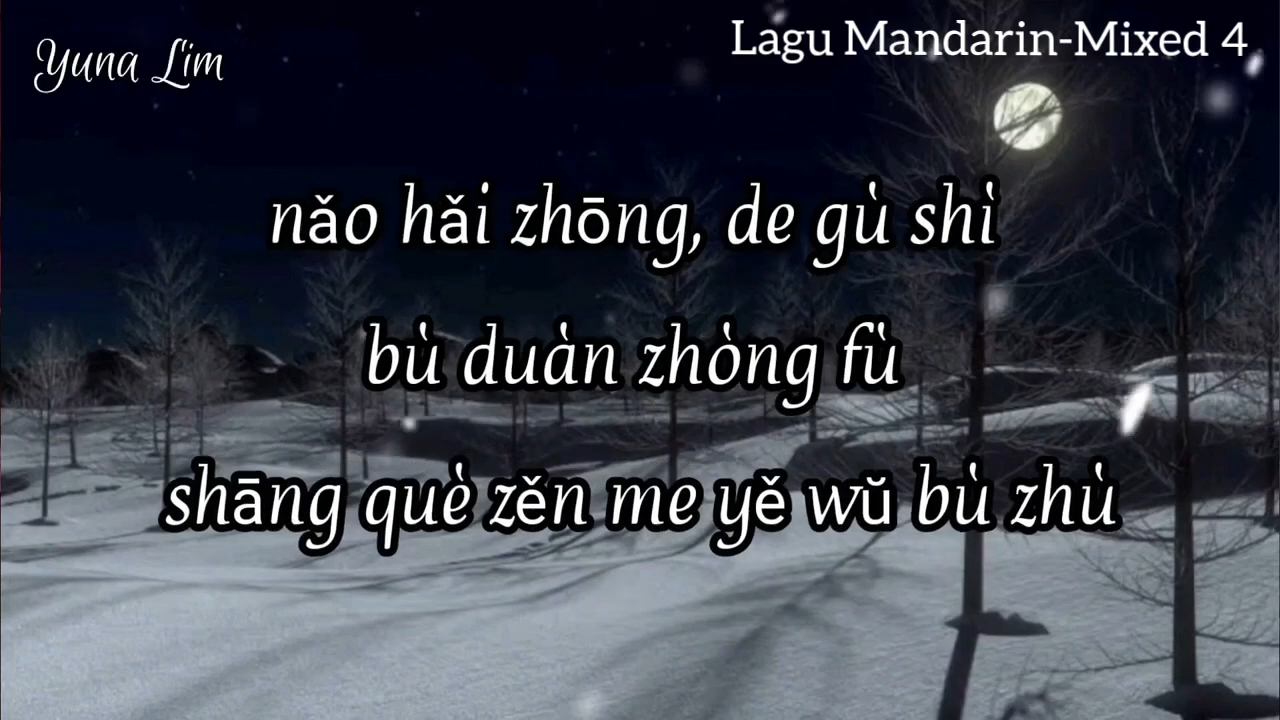 Yuna Lim
Lagu Mandarin-Mixed 4
nǎo hǎi zhōng, de gù shì
bù duàn zhòng fù
shāng què zěn me yě wǔ bù zhù